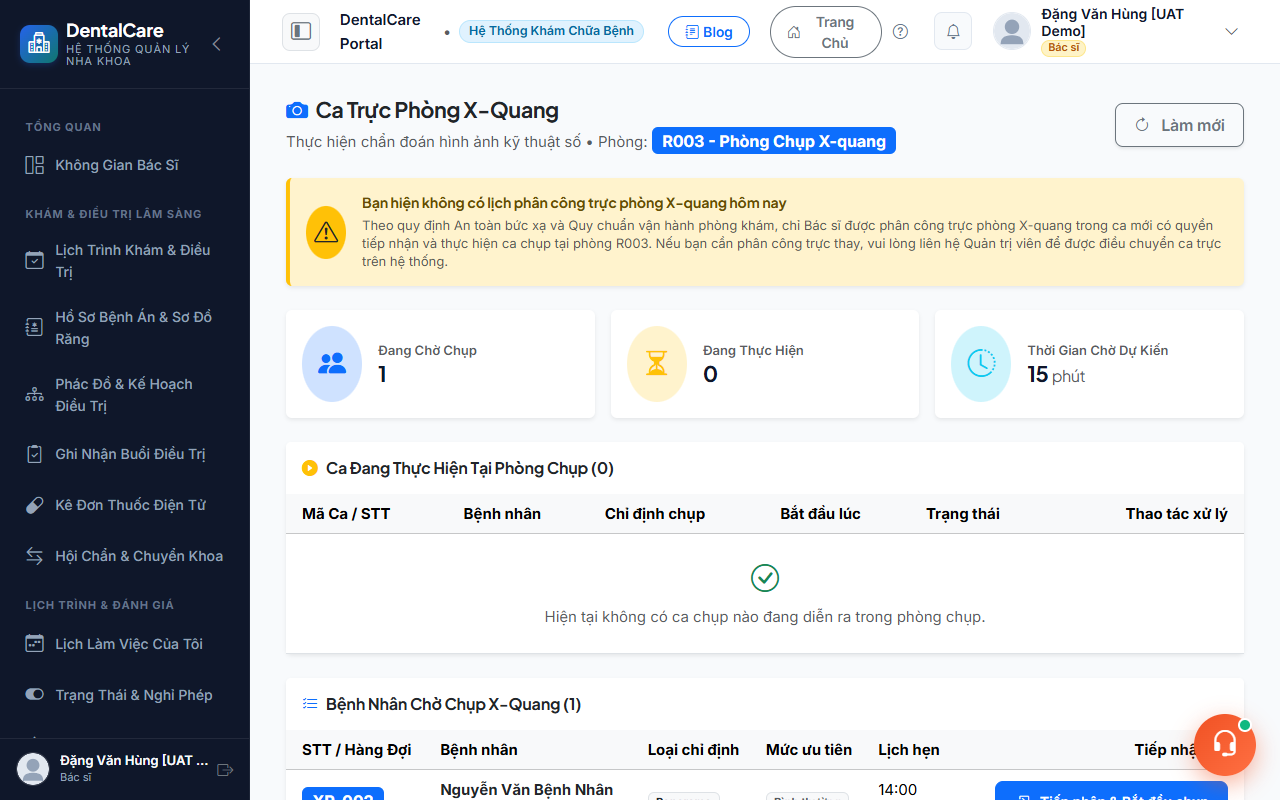 DentalCare
HỆ THỐNG QUẢN LÝ
NHA KHOA
TỔNG QUAN
Không Gian Bác Sĩ
KHÁM & ĐIỀU TRỊ LÂM SÀNG
Lịch Trình Khám & Điều
Trị
Hồ Sơ Bệnh Án & Sơ Đồ
Răng
Phác Đồ & Kế Hoạch
Điều Trị
Ghi Nhận Buổi Điều Trị
Kê Đơn Thuốc Điện Tử
Hội Chẩn & Chuyển Khoa
LỊCH TRÌNH & ĐÁNH GIÁ
Lịch Làm Việc Của Tôi
Trạng Thái & Nghỉ Phép
Đặng Văn Hùng [UAT ...
Bác sĩ
DentalCare
Portal
• Hệ Thống Khám Chữa Bệnh
Blog
Trang
Chủ
Đặng Văn Hùng [UAT
Demo]
Bác sĩ
Ca Trực Phòng X-Quang
Thực hiện chẩn đoán hình ảnh kỹ thuật số • Phòng: R003 - Phòng Chụp X-quang
Làm mới
Bạn hiện không có lịch phân công trực phòng X-quang hôm nay
Theo quy định An toàn bức xạ và Quy chuẩn vận hành phòng khám, chỉ Bác sĩ được phân công trực phòng X-quang trong ca mới có quyền
tiếp nhận và thực hiện ca chụp tại phòng R003. Nếu bạn cần phân công trực thay, vui lòng liên hệ Quản trị viên để được điều chuyển ca trực
trên hệ thống.
Đang Chờ Chụp
1
Đang Thực Hiện
0
Thời Gian Chờ Dự Kiến
15 phút
Ca Đang Thực Hiện Tại Phòng Chụp (0)
Mã Ca / STT Bệnh nhân Chỉ định chụp Bắt đầu lúc Trạng thái Thao tác xử lý
Hiện tại không có ca chụp nào đang diễn ra trong phòng chụp.
Bệnh Nhân Chờ Chụp X-Quang (1)
STT / Hàng Đợi Bệnh nhân Loại chỉ định Mức ưu tiên Lịch hẹn Tiếp
Nguyễn Văn Bệnh Nhân 14:00